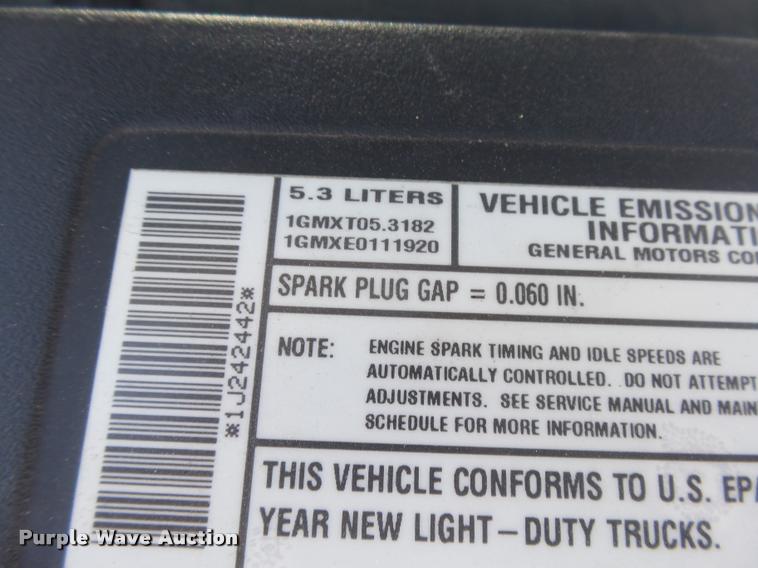 5.3 LITERS
1GMXT05.3182
1GMXE0111920
VEHICLE EMISSION
INFORMATI
GENERAL MOTORS CO
SPARK PLUG GAP = 0.060 IN.
*1J242442*
NOTE: ENGINE SPARK TIMING AND IDLE SPEEDS ARE
AUTOMATICALLY CONTROLLED. DO NOT ATTEMPT
ADJUSTMENTS. SEE SERVICE MANUAL AND MAIN
SCHEDULE FOR MORE INFORMATION.
THIS VEHICLE CONFORMS TO U.S. EPA
YEAR NEW LIGHT-DUTY TRUCKS.
Purple Wave Auction